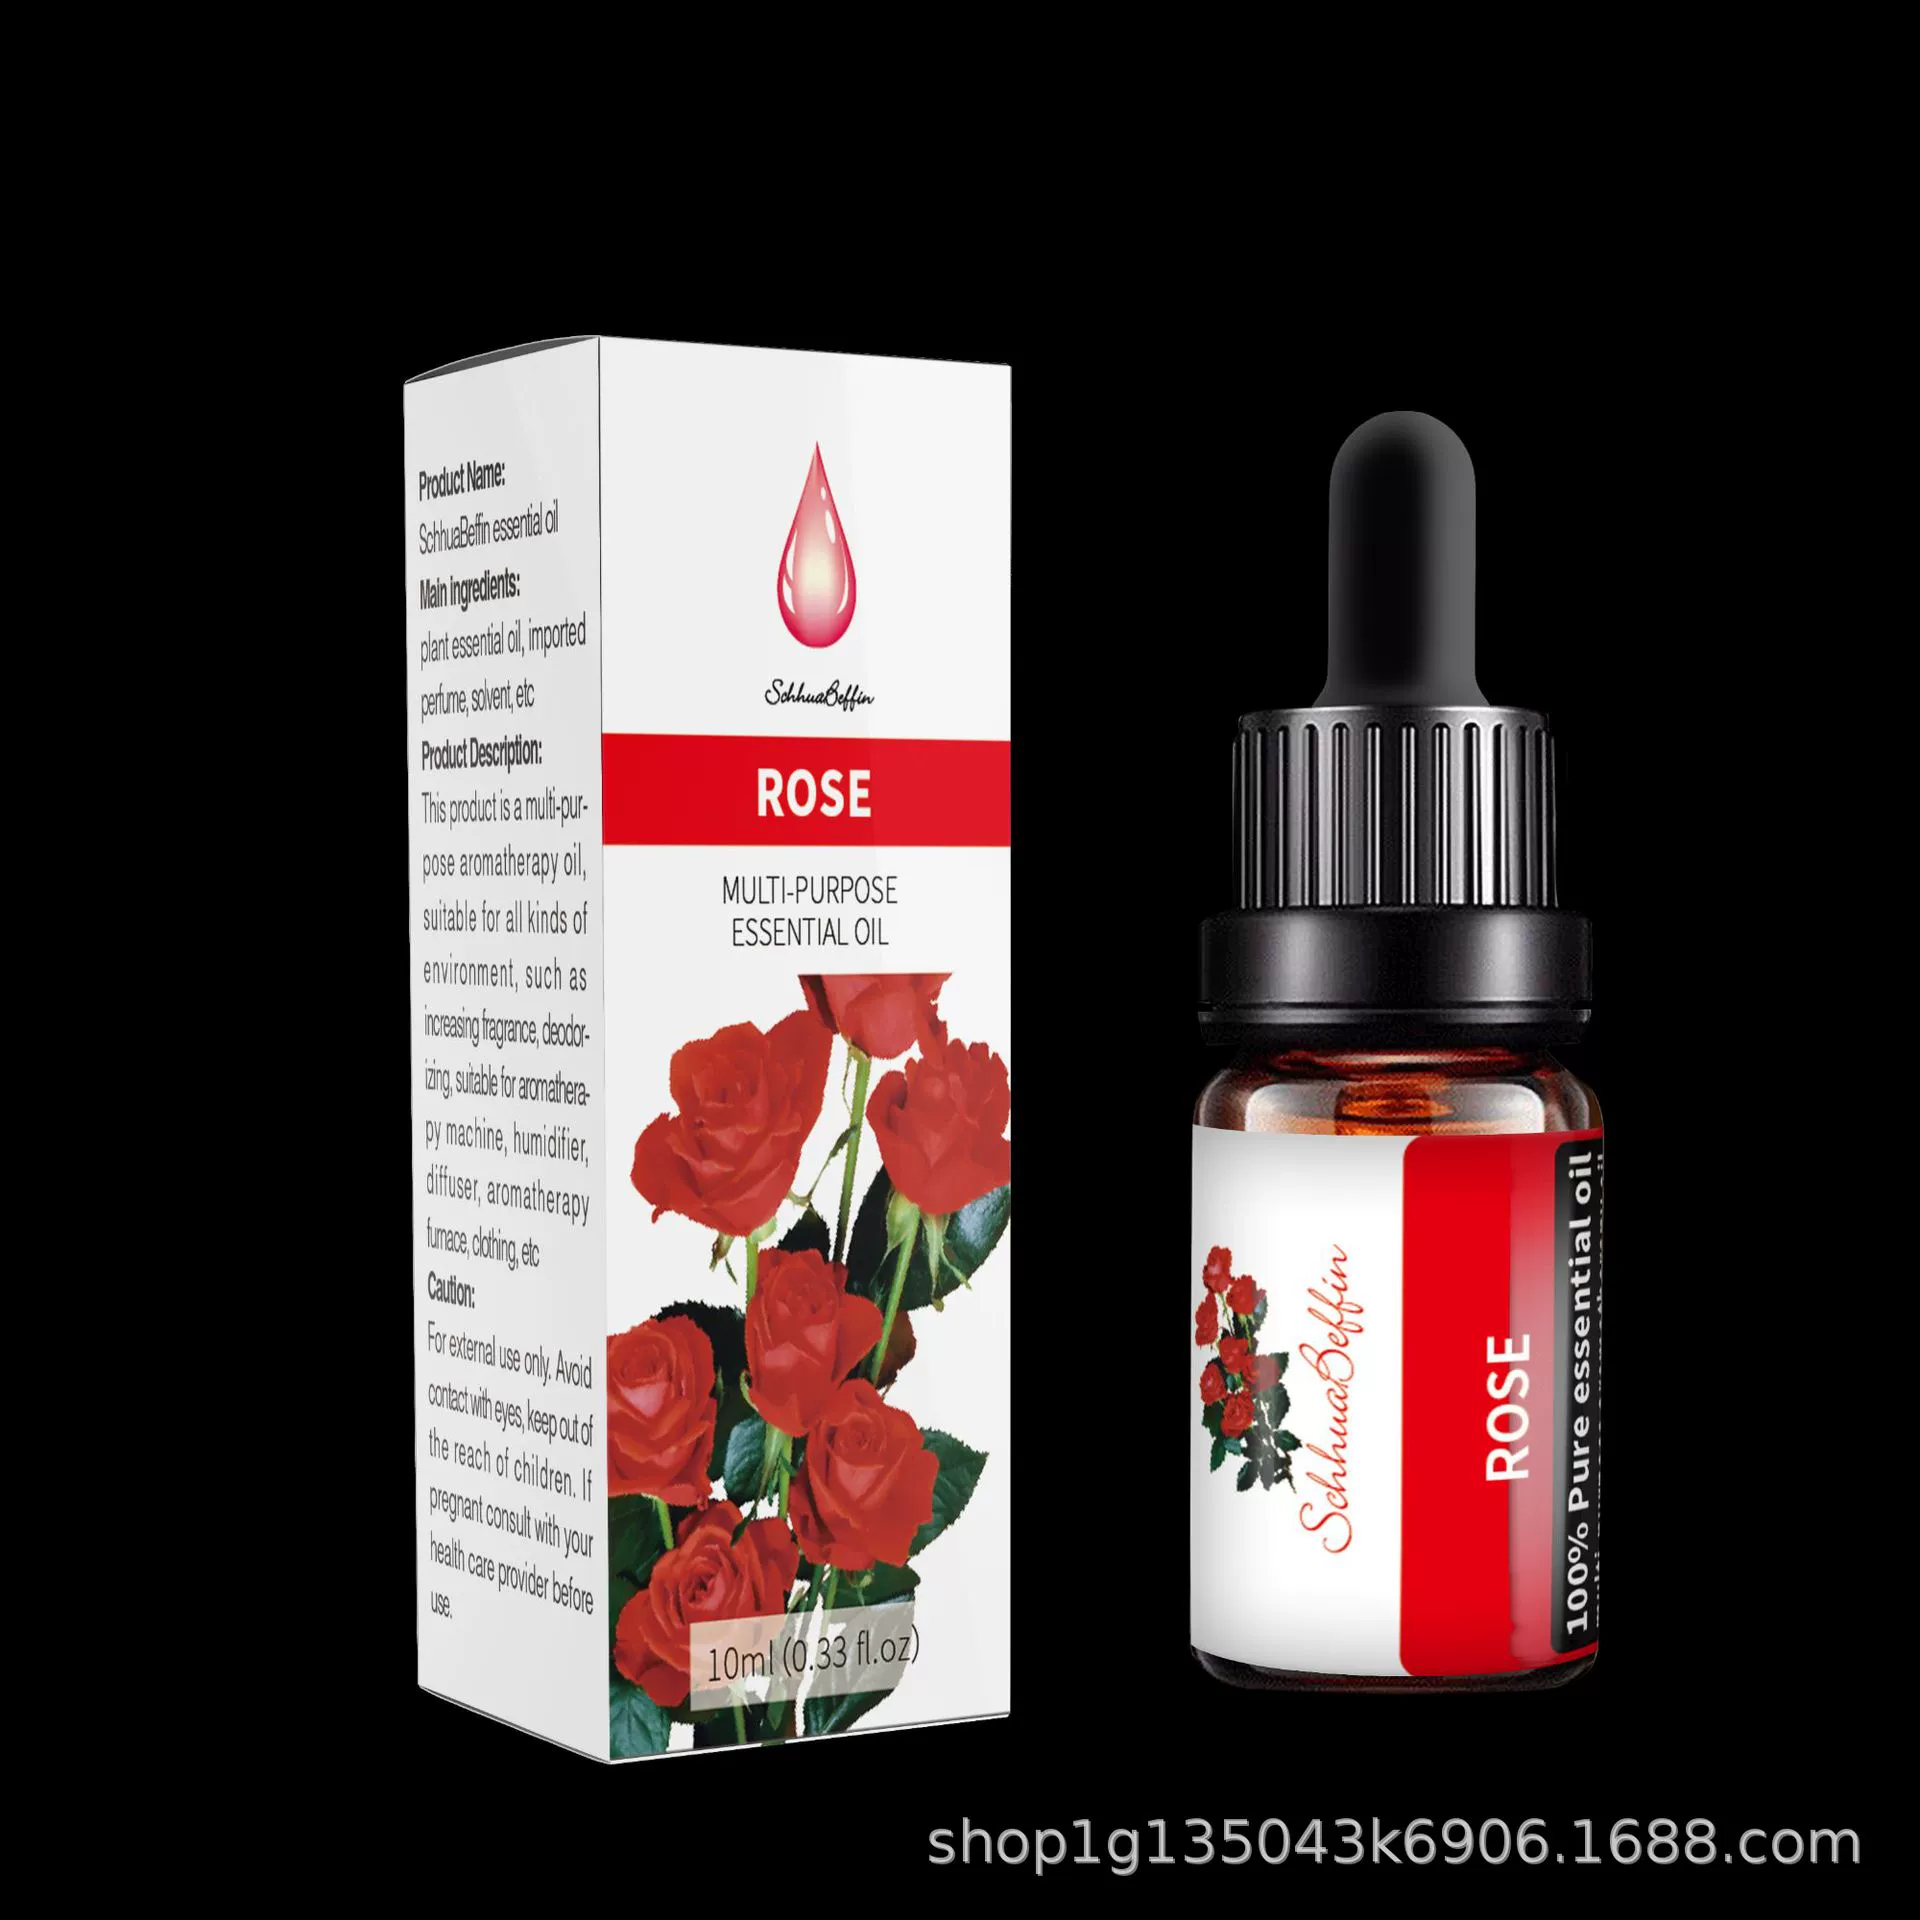 Product Name:
SchhuaBeffin essential oil
Main ingredients:
plant essential oil, imported
perfume, solvent, etc
Product Description:
This product is a multi-pur-
pose aromatherapy oil,
suitable for all kinds of
environment, such as
increasing fragrance, deodor-
izing, suitable for aromathera-
py machine, humidifier,
diffuser, aromatherapy
furnace, clothing, etc
Caution:
For external use only. Avoid
contact with eyes, keep out of
the reach of children. If
pregnant consult with your
health care provider before
use.
SchhuaBeffin
ROSE
MULTI-PURPOSE
ESSENTIAL OIL
10ml (0.33 fl.oz)
SchhuaBeffin
ROSE
100% Pure essential oil
shop1g135043k6906.1688.com